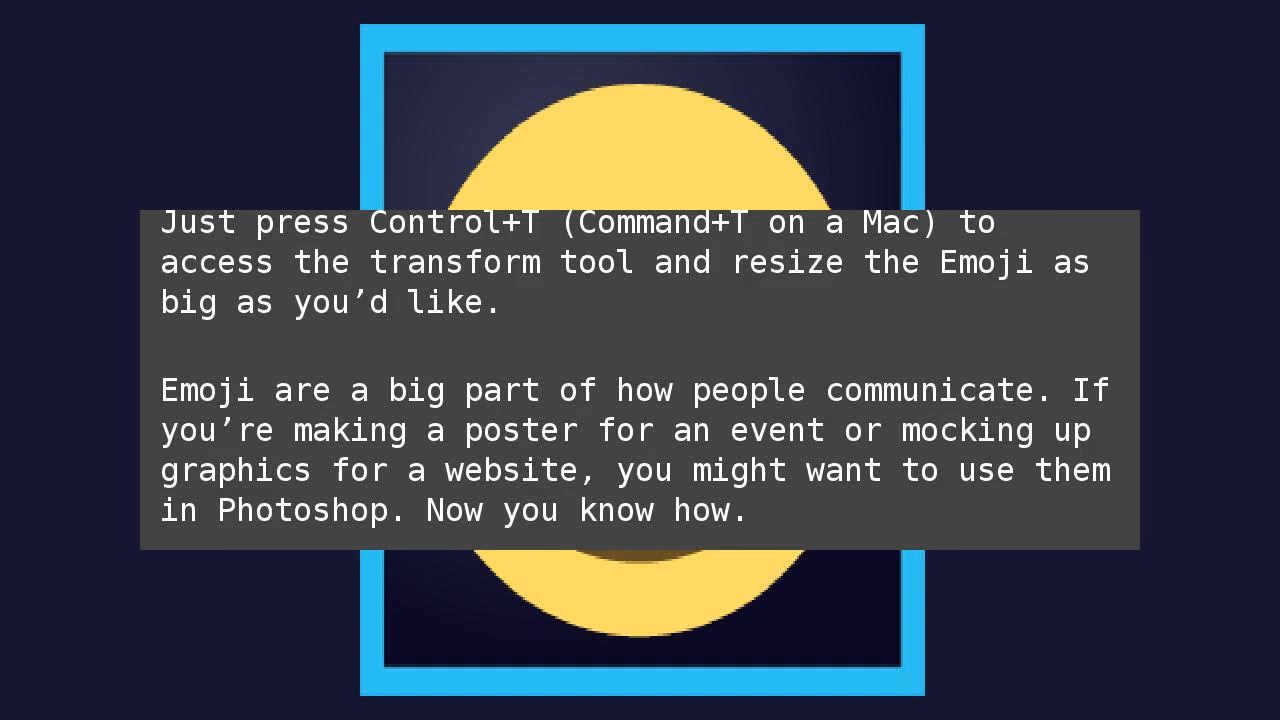 Just press Control+T (Command+T on a Mac) to
access the transform tool and resize the Emoji as
big as you’d like.
Emoji are a big part of how people communicate. If
you’re making a poster for an event or mocking up
graphics for a website, you might want to use them
in Photoshop. Now you know how.